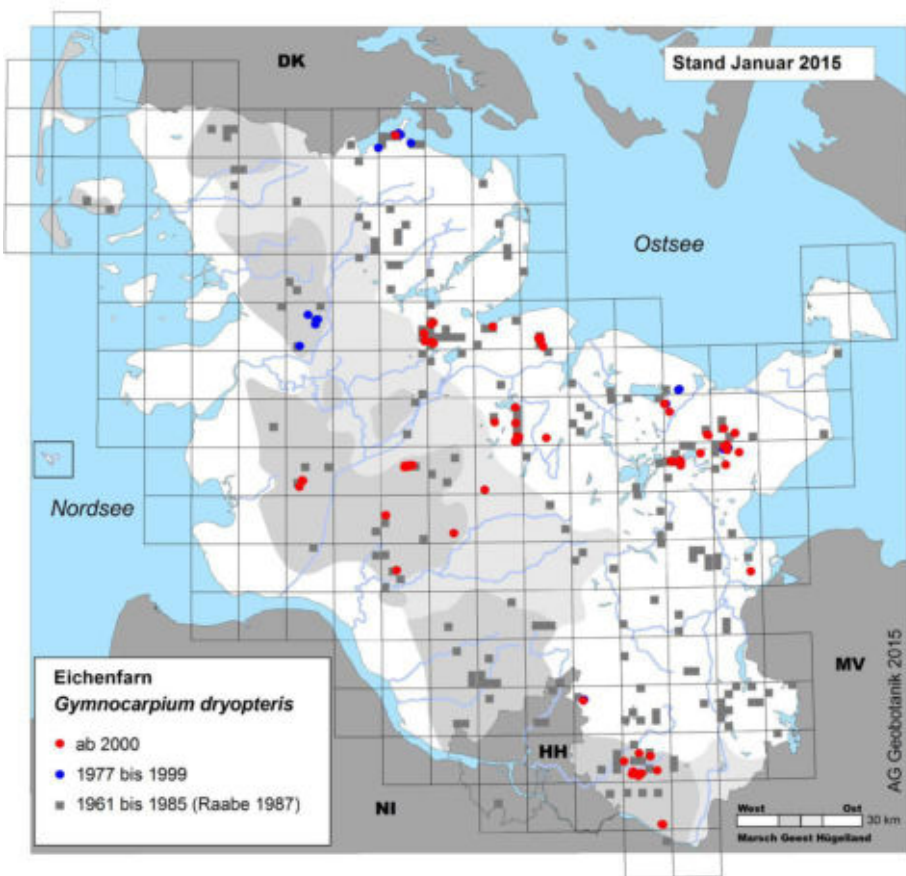 DK
Stand Januar 2015
Ostsee
Nordsee
Eichenfarn
Gymnocarpium dryopteris
ab 2000
1977 bis 1999
1961 bis 1985 (Raabe 1987)
MV
HH
NI
West Ost
30 km
Marsch Geest Hügelland
AG Geobotanik 2015